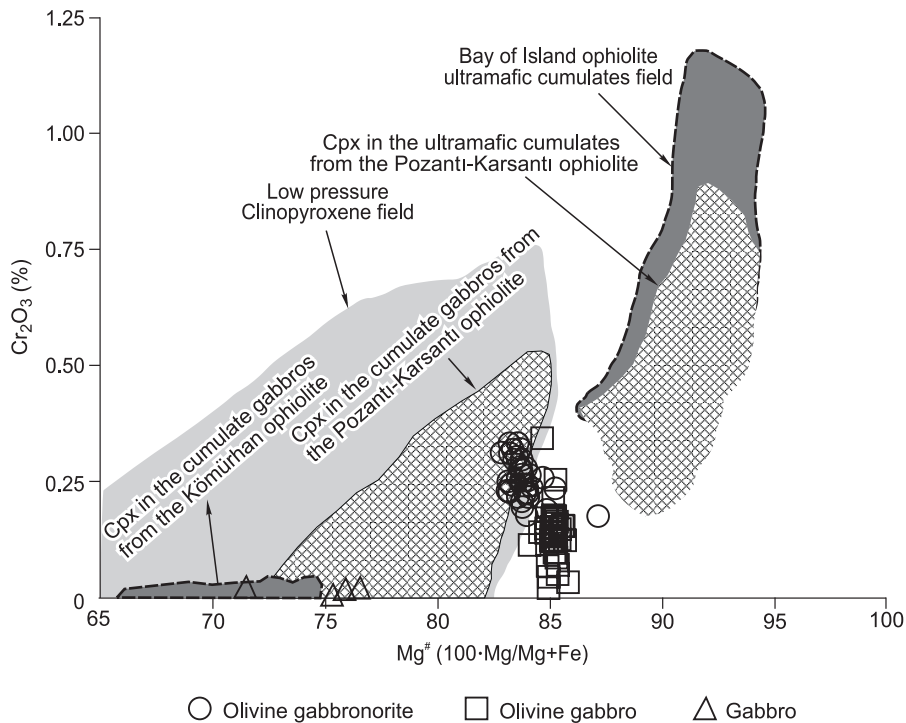 1.25
1.00
0.75
0.50
0.25
0
Cr2O3 (%)
Bay of Island ophiolite
ultramafic cumulates field
Cpx in the ultramafic cumulates
from the Pozantı-Karsantı ophiolite
Low pressure
Clinopyroxene field
Cpx in the cumulate gabbros from
the Pozantı-Karsantı ophiolite
Cpx in the cumulate gabbros
from the Kömürhan ophiolite
65 70 75 80 85 90 95 100
Mg# (100·Mg/Mg+Fe)
Olivine gabbronorite Olivine gabbro Gabbro